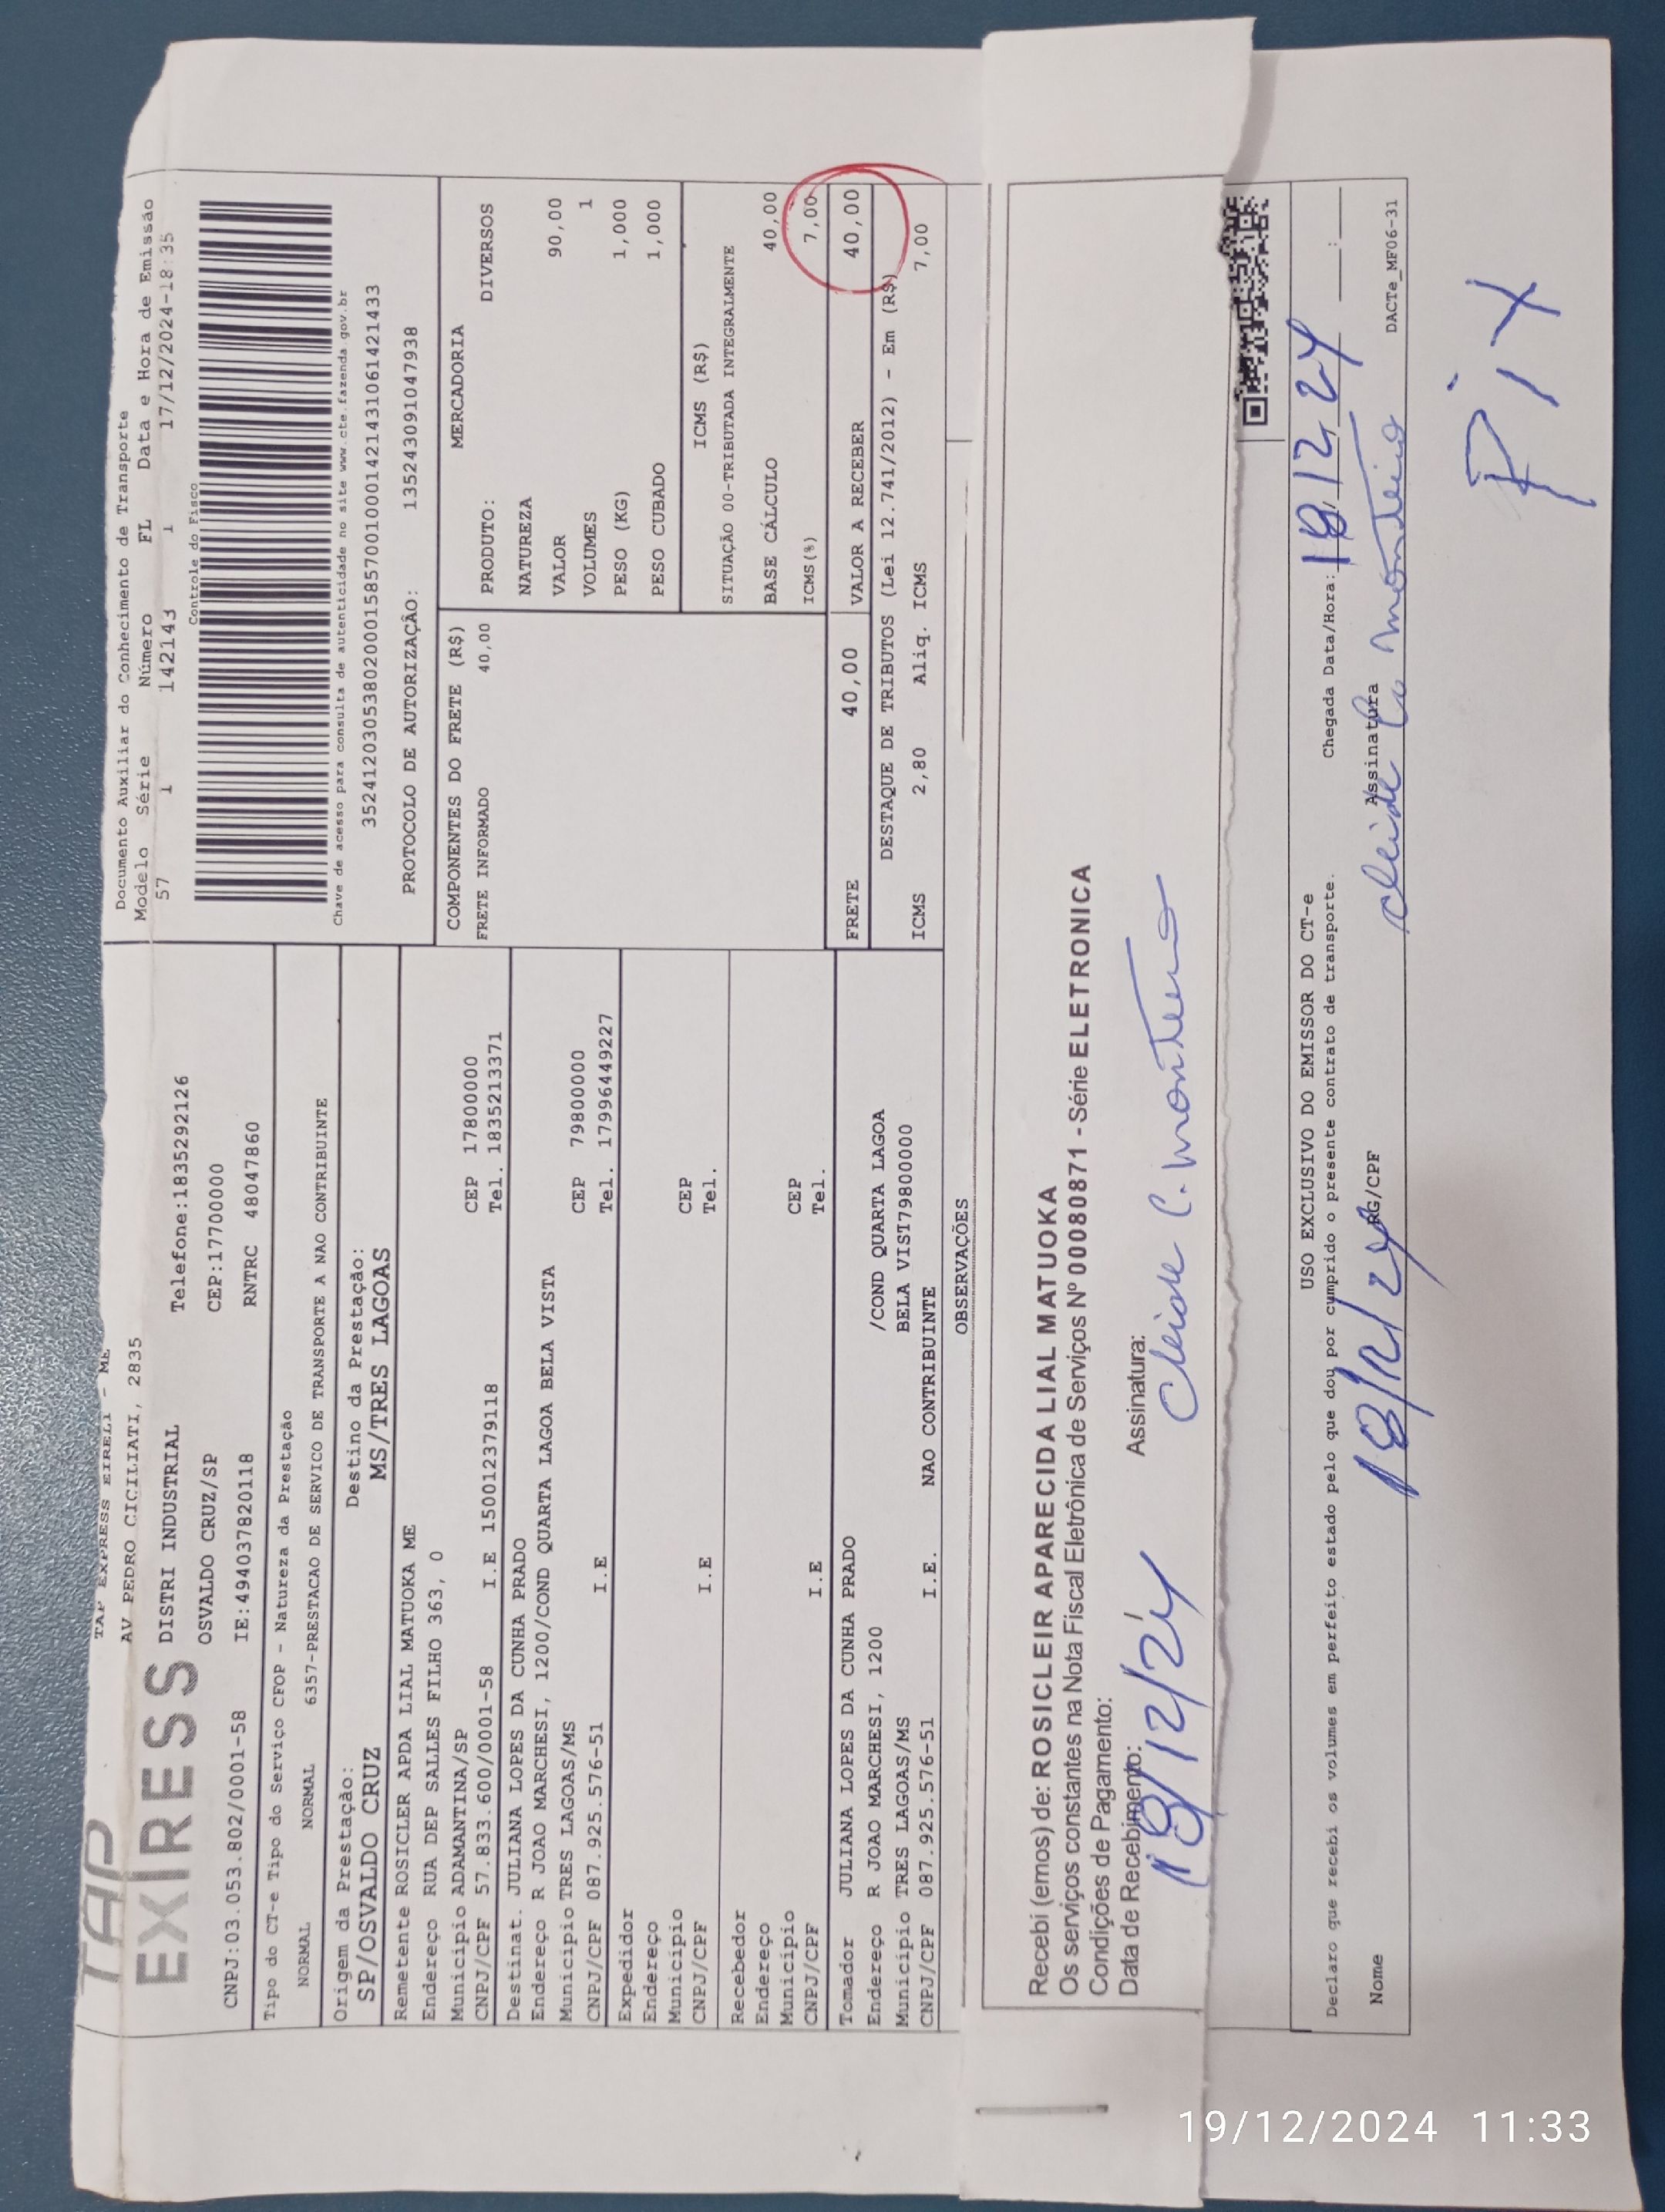 TAP
EXPRESS
TAP EXPRESS EIRELI - ME
AV PEDRO CICILIATI, 2835
DISTRI INDUSTRIAL
Telefone:1835292126
OSVALDO CRUZ/SP
CEP:17700000
CNPJ:03.053.802/0001-58
IE:494037820118
RNTRC 48047860
Tipo do CT-e Tipo do Serviço CFOP - Natureza da Prestação
NORMAL NORMAL 6357-PRESTACAO DE SERVICO DE TRANSPORTE A NAO CONTRIBUINTE
Origem da Prestação: Destino da Prestação:
SP/OSVALDO CRUZ MS/TRES LAGOAS
Documento Auxiliar do Conhecimento de Transporte
Modelo Série Número FL Data e Hora de Emissão
57 1 142143 1 17/12/2024-18:35
Controle do Fisco
Chave de acesso para consulta de autenticidade no site www.cte.fazenda.gov.br
35241203053802000158570010001421431061421433
PROTOCOLO DE AUTORIZAÇÃO: 135243091047938
Remetente ROSICLER APDA LIAL MATUOKA ME
Endereço RUA DEP SALLES FILHO 363, 0
Município ADAMANTINA/SP CEP 17800000
CNPJ/CPF 57.833.600/0001-58 I.E 150012379118 Tel. 1835213371
Destinat. JULIANA LOPES DA CUNHA PRADO
Endereço R JOAO MARCHESI, 1200/COND QUARTA LAGOA BELA VISTA
Município TRES LAGOAS/MS CEP 79800000
CNPJ/CPF 087.925.576-51 I.E Tel. 17996449227
Expedidor
Endereço
Município CEP
CNPJ/CPF I.E Tel.
Recebedor
Endereço
Município CEP
CNPJ/CPF I.E Tel.
Tomador JULIANA LOPES DA CUNHA PRADO
Endereço R JOAO MARCHESI, 1200 /COND QUARTA LAGOA
Município TRES LAGOAS/MS BELA VIST79800000
CNPJ/CPF 087.925.576-51 I.E. NAO CONTRIBUINTE
COMPONENTES DO FRETE (R$)
FRETE INFORMADO 40,00
MERCADORIA
PRODUTO: DIVERSOS
NATUREZA
VALOR 90,00
VOLUMES 1
PESO (KG) 1,000
PESO CUBADO 1,000
ICMS (R$)
SITUAÇÃO 00-TRIBUTADA INTEGRALMENTE
BASE CÁLCULO 40,00
ICMS(%) 7,00
FRETE 40,00 VALOR A RECEBER 40,00
DESTAQUE DE TRIBUTOS (Lei 12.741/2012) - Em (R$)
ICMS 2,80 Aliq. ICMS 7,00
OBSERVAÇÕES
Recebi (emos) de: ROSICLEIR APARECIDA LIAL MATUOKA
Os serviços constantes na Nota Fiscal Eletrônica de Serviços Nº 00080871 - Série ELETRONICA
Condições de Pagamento:
Data de Recebimento: Assinatura:
18/12/24 Cleide C. Monteiro
USO EXCLUSIVO DO EMISSOR DO CT-e
Declaro que recebi os volumes em perfeito estado pelo que dou por cumprido o presente contrato de transporte. Chegada Data/Hora: 18/12/24 __:__
Nome RG/CPF Assinatura
18/12/24 Cleide C. Monteiro
DACTe_MF06-31
Pix
19/12/2024 11:33